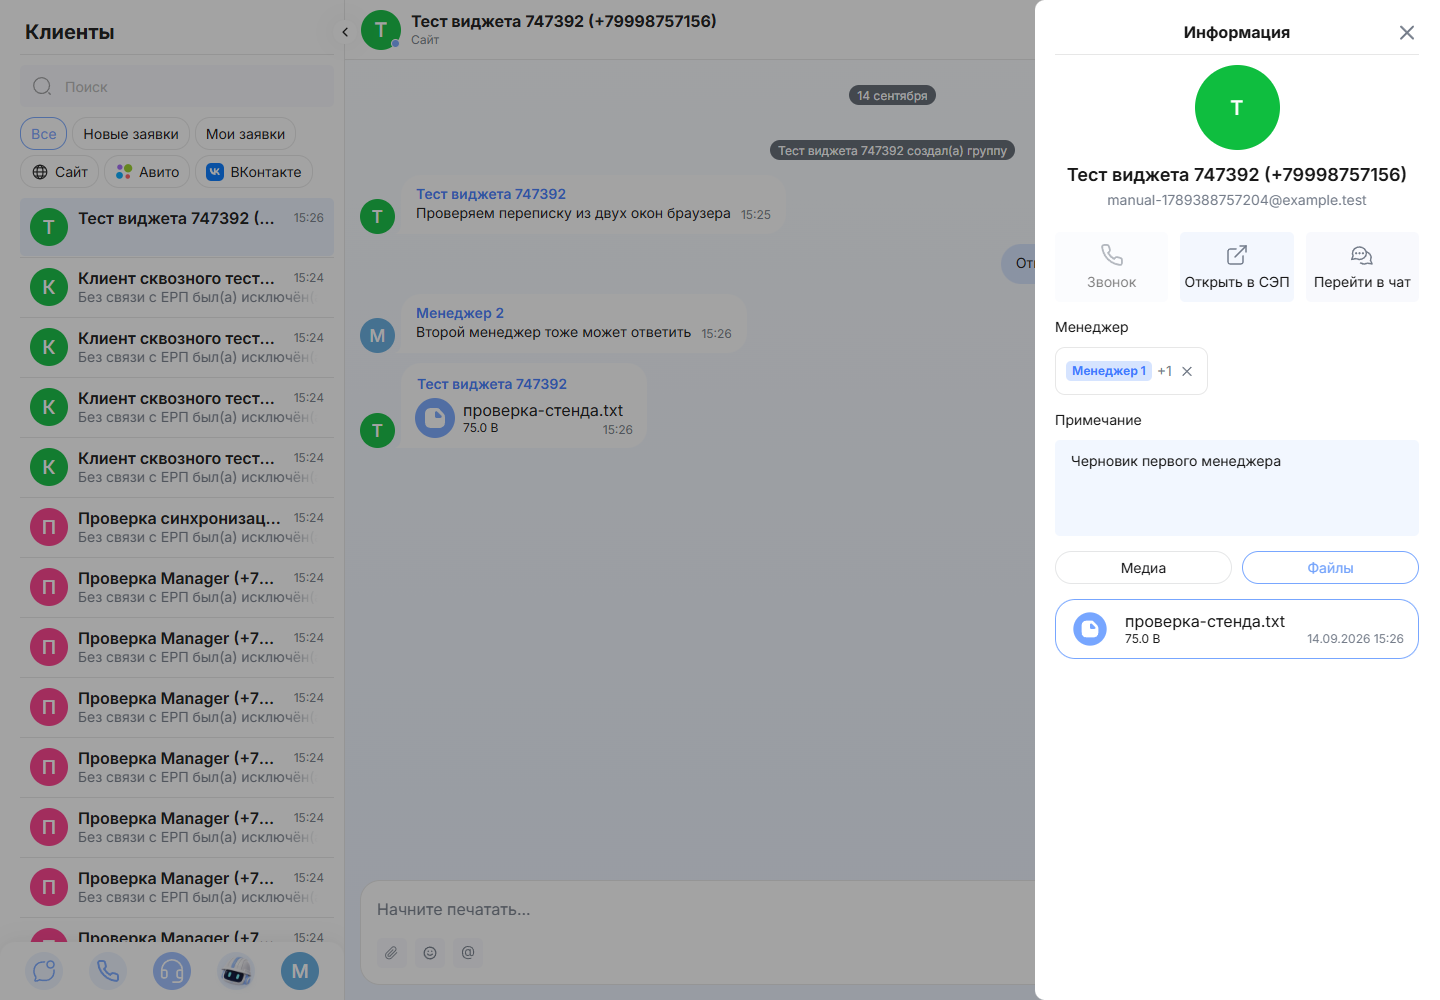 Клиенты
Поиск
Все
Новые заявки
Мои заявки
Сайт
Авито
ВКонтакте
Т
Тест виджета 747392 (...
15:26
К
Клиент сквозного тест...
15:24
Без связи с ЕРП был(а) исключён(
К
Клиент сквозного тест...
15:24
Без связи с ЕРП был(а) исключён(
К
Клиент сквозного тест...
15:24
Без связи с ЕРП был(а) исключён(
К
Клиент сквозного тест...
15:24
Без связи с ЕРП был(а) исключён(
П
Проверка синхронизац...
15:24
Без связи с ЕРП был(а) исключён(
П
Проверка Manager (+7...
15:24
Без связи с ЕРП был(а) исключён(
П
Проверка Manager (+7...
15:24
Без связи с ЕРП был(а) исключён(
П
Проверка Manager (+7...
15:24
Без связи с ЕРП был(а) исключён(
П
Проверка Manager (+7...
15:24
Без связи с ЕРП был(а) исключён(
П
Проверка Manager (+7...
15:24
Без связи с ЕРП был(а) исключён(
П
Проверка Manager (+7...
15:24
Без связи с ЕРП был(а) исключён(
Проверка Manager (+7...
15:24
М
Т
Тест виджета 747392 (+79998757156)
Сайт
14 сентября
Тест виджета 747392 создал(а) группу
Тест виджета 747392
Т
Проверяем переписку из двух окон браузера 15:25
От
Менеджер 2
М
Второй менеджер тоже может ответить 15:26
Тест виджета 747392
Т
проверка-стенда.txt
75.0 B
15:26
Начните печатать...
Информация
Т
Тест виджета 747392 (+79998757156)
manual-1789388757204@example.test
Звонок
Открыть в СЭП
Перейти в чат
Менеджер
Менеджер 1 +1
Примечание
Черновик первого менеджера
Медиа
Файлы
проверка-стенда.txt
75.0 B
14.09.2026 15:26